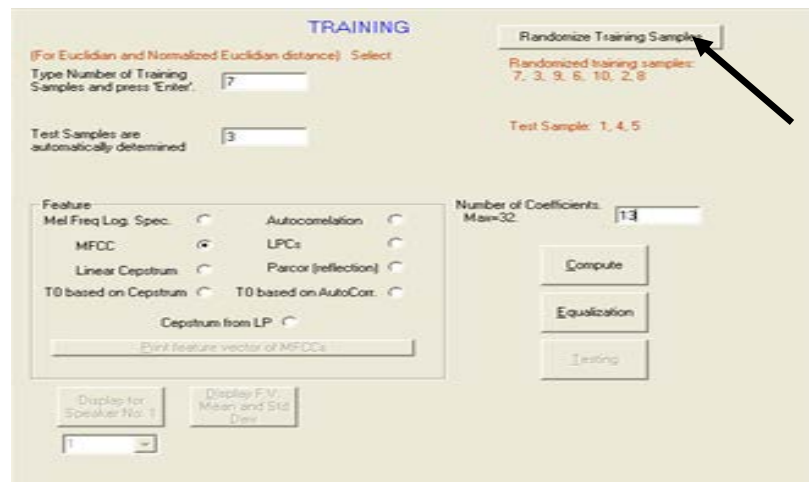 TRAINING
Randomize Training Samples
(For Euclidian and Normalized Euclidian distance) Select
Type Number of Training
Samples and press 'Enter'.
7
Randomized training samples:
7, 3, 9, 6, 10, 2, 8
Test Samples are
automatically determined
3
Test Sample: 1, 4, 5
Feature
Mel Freq Log. Spec.
Autocorrelation
MFCC
LPCs
Linear Cepstrum
Parcor (reflection)
T0 based on Cepstrum
T0 based on AutoCorr.
Cepstrum from LP
Print feature vector of MFCCs
Number of Coefficients.
Max=32.
13
Compute
Equalization
Testing
Display for
Speaker No. 1
Display F.V.
Mean and Std
Dev
1